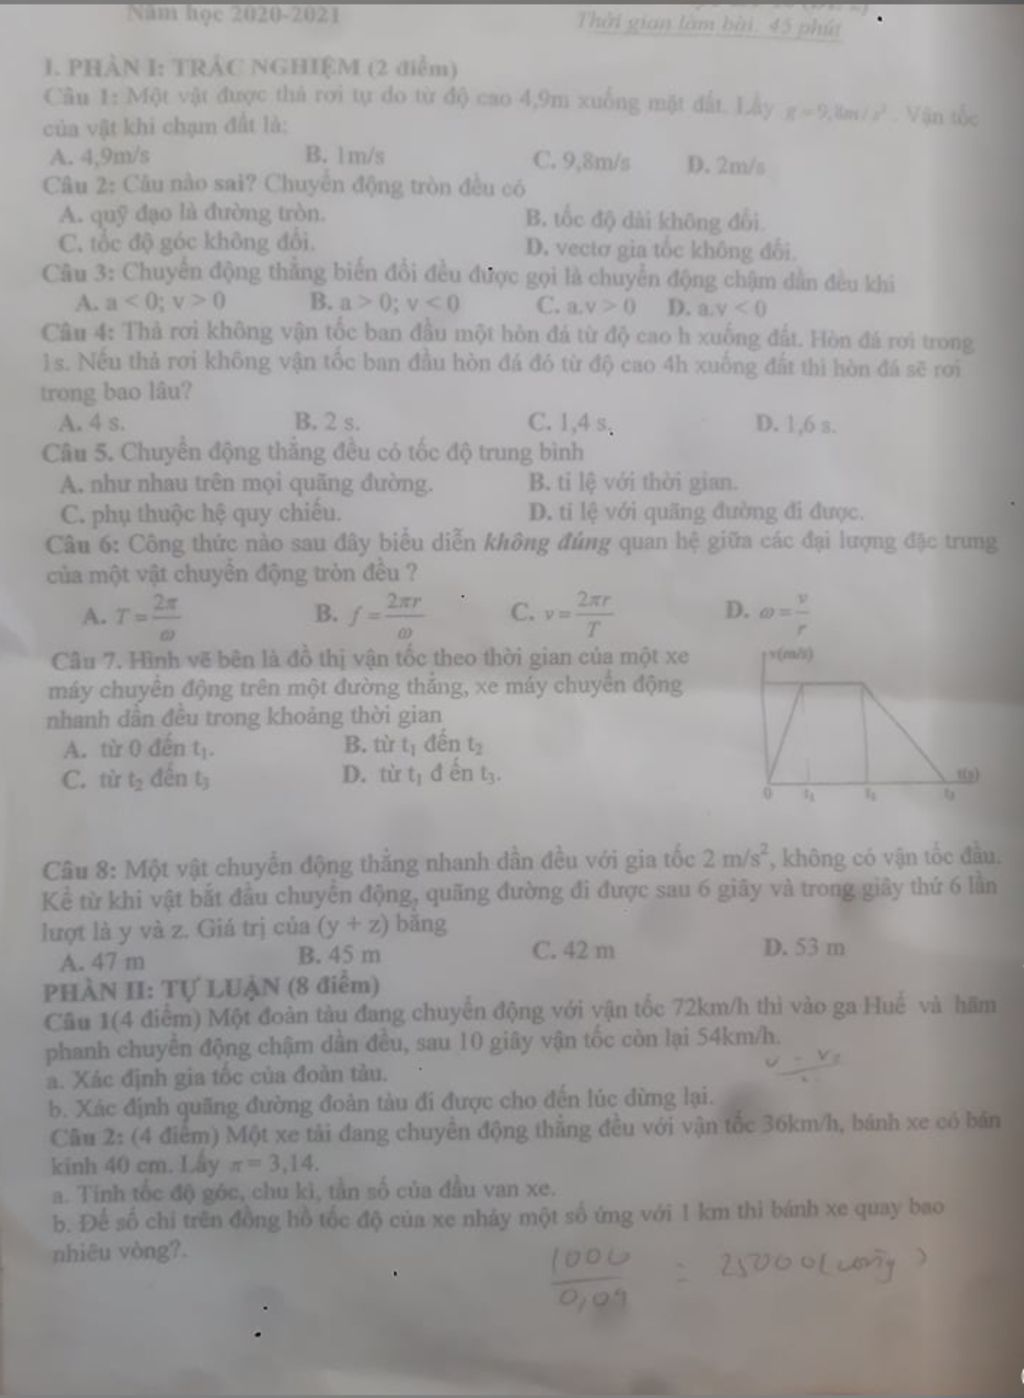 Năm học 2020-2021
Thời gian làm bài, 45 phút
I. PHẦN I: TRẮC NGHIỆM (2 điểm)
Câu 1: Một vật được thả rơi tự do từ độ cao 4,9m xuống mặt đất. Lấy g = 9,8m/s². Vận tốc
của vật khi chạm đất là:
A. 4,9m/s B. 1m/s C. 9,8m/s D. 2m/s
Câu 2: Câu nào sai? Chuyển động tròn đều có
A. quỹ đạo là đường tròn. B. tốc độ dài không đổi.
C. tốc độ góc không đổi. D. vectơ gia tốc không đổi.
Câu 3: Chuyển động thẳng biến đổi đều được gọi là chuyển động chậm dần đều khi
A. a < 0; v > 0 B. a > 0; v < 0 C. a.v > 0 D. a.v < 0
Câu 4: Thả rơi không vận tốc ban đầu một hòn đá từ độ cao h xuống đất. Hòn đá rơi trong
1s. Nếu thả rơi không vận tốc ban đầu hòn đá đó từ độ cao 4h xuống đất thì hòn đá sẽ rơi
trong bao lâu?
A. 4 s. B. 2 s. C. 1,4 s. D. 1,6 s.
Câu 5. Chuyển động thẳng đều có tốc độ trung bình
A. như nhau trên mọi quãng đường. B. tỉ lệ với thời gian.
C. phụ thuộc hệ quy chiếu. D. tỉ lệ với quãng đường đi được.
Câu 6: Công thức nào sau đây biểu diễn không đúng quan hệ giữa các đại lượng đặc trưng
của một vật chuyển động tròn đều ?
A. T = 2π/ω B. f = 2πr/ω C. v = 2πr/T D. ω = v/r
Câu 7. Hình vẽ bên là đồ thị vận tốc theo thời gian của một xe
máy chuyển động trên một đường thẳng, xe máy chuyển động
nhanh dần đều trong khoảng thời gian
A. từ 0 đến t₁. B. từ t₁ đến t₂
C. từ t₂ đến t₃ D. từ t₁ đ ến t₃.
v(m/s)
t(s)
0 t₁ t₂ t₃
Câu 8: Một vật chuyển động thẳng nhanh dần đều với gia tốc 2 m/s², không có vận tốc đầu.
Kể từ khi vật bắt đầu chuyển động, quãng đường đi được sau 6 giây và trong giây thứ 6 lần
lượt là y và z. Giá trị của (y + z) bằng
A. 47 m B. 45 m C. 42 m D. 53 m
PHẦN II: TỰ LUẬN (8 điểm)
Câu 1(4 điểm) Một đoàn tàu đang chuyển động với vận tốc 72km/h thì vào ga Huế và hãm
phanh chuyển động chậm dần đều, sau 10 giây vận tốc còn lại 54km/h.
a. Xác định gia tốc của đoàn tàu.
b. Xác định quãng đường đoàn tàu đi được cho đến lúc dừng lại.
Câu 2: (4 điểm) Một xe tải đang chuyển động thẳng đều với vận tốc 36km/h, bánh xe có bán
kính 40 cm. Lấy π = 3,14.
a. Tính tốc độ góc, chu kì, tần số của đầu van xe.
b. Để số chỉ trên đồng hồ tốc độ của xe nhảy một số ứng với 1 km thì bánh xe quay bao
nhiêu vòng?.
1000
0,04